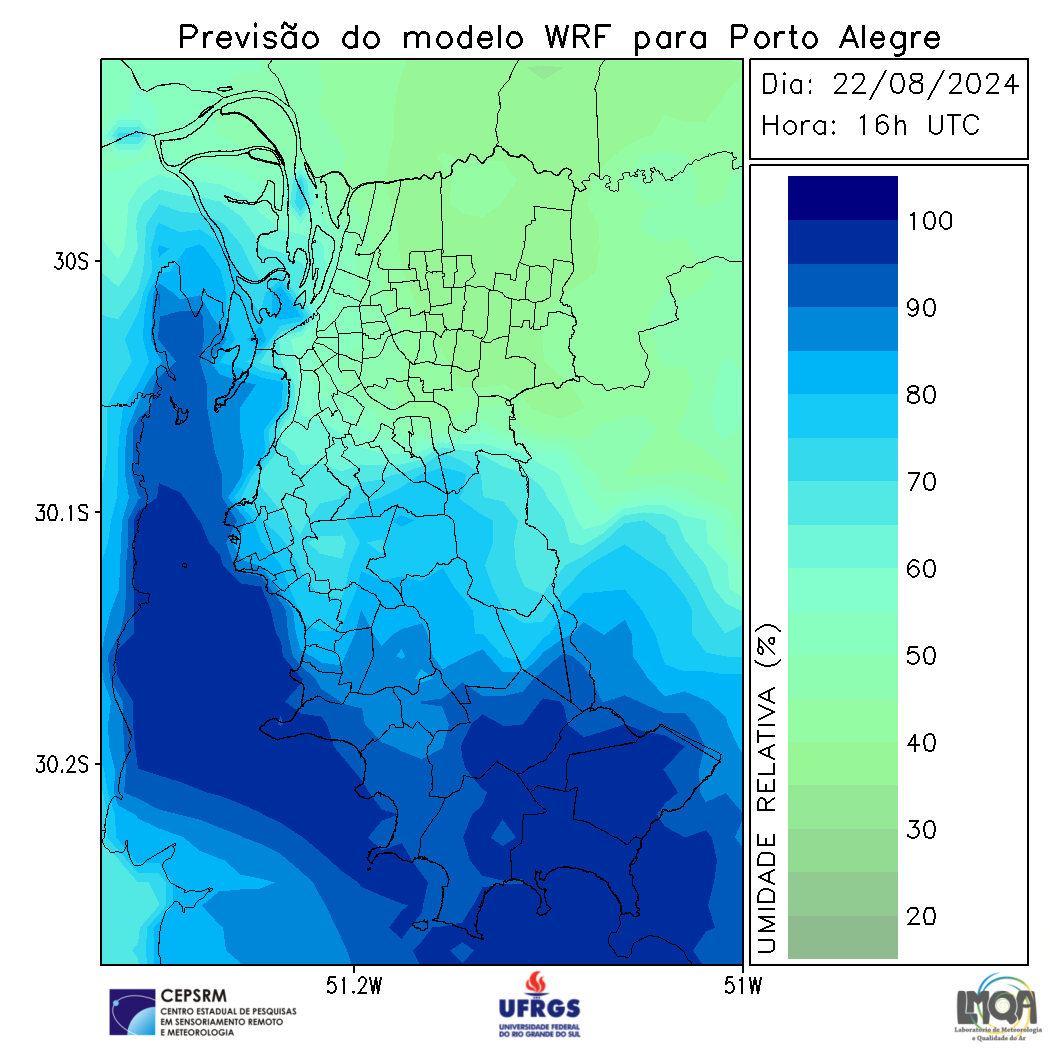 Previsão do modelo WRF para Porto Alegre
Dia: 22/08/2024
Hora: 16h UTC
100
90
80
70
60
50
40
30
20
UMIDADE RELATIVA (%)
30S
30.1S
30.2S
51.2W
51W
CEPSRM
CENTRO ESTADUAL DE PESQUISAS
EM SENSORIAMENTO REMOTO
E METEOROLOGIA
UFRGS
UNIVERSIDADE FEDERAL
DO RIO GRANDE DO SUL
LMQA
Laboratório de Meteorologia
e Qualidade do Ar